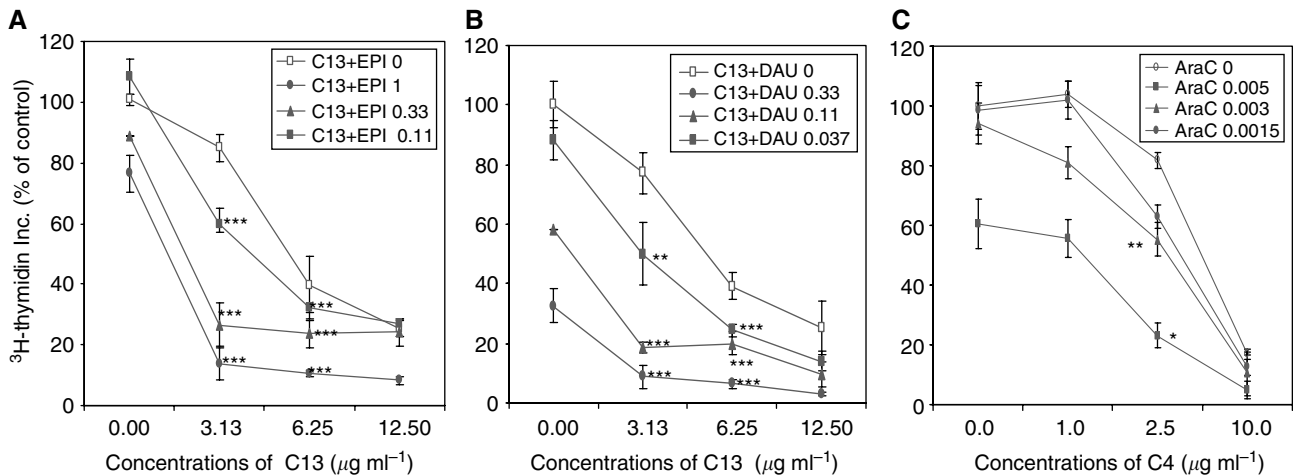 A
³H-thymidin Inc. (% of control)
120
100
80
60
40
20
0
C13+EPI 0
C13+EPI 1
C13+EPI 0.33
C13+EPI 0.11
***
***
***
***
***
***
0.00 3.13 6.25 12.50
Concentrations of C13 (μg ml⁻¹)
B
120
100
80
60
40
20
0
C13+DAU 0
C13+DAU 0.33
C13+DAU 0.11
C13+DAU 0.037
**
***
***
***
***
***
0.00 3.13 6.25 12.50
Concentrations of C13 (μg ml⁻¹)
C
120
100
80
60
40
20
0
AraC 0
AraC 0.005
AraC 0.003
AraC 0.0015
**
*
0.0 1.0 2.5 10.0
Concentrations of C4 (μg ml⁻¹)